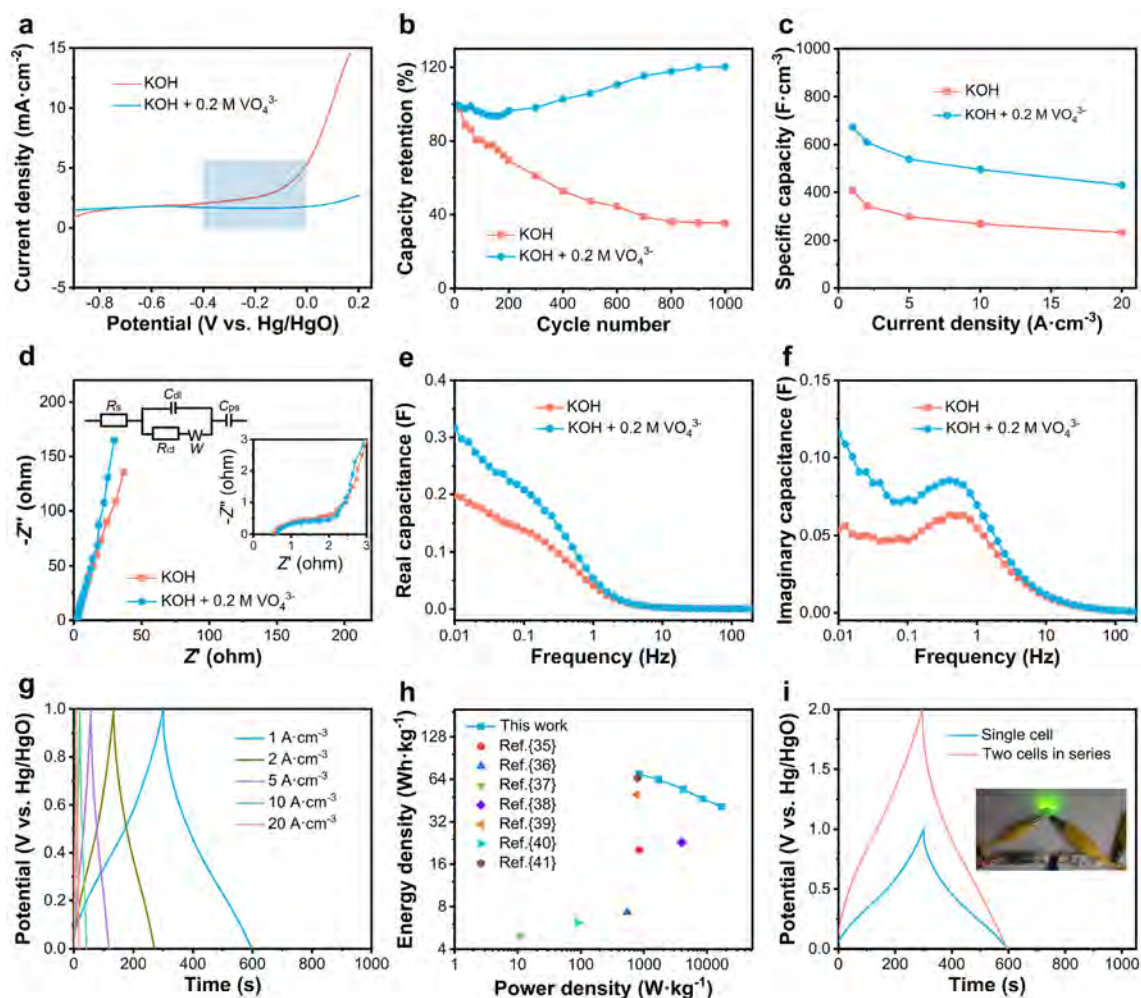 a
Current density (mA·cm⁻²)
15
10
5
0
-5
KOH
KOH + 0.2 M VO₄³⁻
-0.8
-0.6
-0.4
-0.2
0.0
0.2
Potential (V vs. Hg/HgO)
b
Capacity retention (%)
120
80
40
0
KOH
KOH + 0.2 M VO₄³⁻
0
200
400
600
800
1000
Cycle number
c
Specific capacity (F·cm⁻³)
1000
800
600
400
200
0
KOH
KOH + 0.2 M VO₄³⁻
0
5
10
15
20
Current density (A·cm⁻³)
d
-Z'' (ohm)
200
150
100
50
0
Rs
Cdl
Cps
Rct
W
-Z'' (ohm)
3
2
1
0
0
1
2
3
Z' (ohm)
KOH
KOH + 0.2 M VO₄³⁻
0
50
100
150
200
Z' (ohm)
e
Real capacitance (F)
0.4
0.3
0.2
0.1
0.0
KOH
KOH + 0.2 M VO₄³⁻
0.01
0.1
1
10
100
Frequency (Hz)
f
Imaginary capacitance (F)
0.15
0.10
0.05
0.00
KOH
KOH + 0.2 M VO₄³⁻
0.01
0.1
1
10
100
Frequency (Hz)
g
Potential (V vs. Hg/HgO)
1.0
0.8
0.6
0.4
0.2
0.0
1 A·cm⁻³
2 A·cm⁻³
5 A·cm⁻³
10 A·cm⁻³
20 A·cm⁻³
0
200
400
600
800
1000
Time (s)
h
Energy density (Wh·kg⁻¹)
128
64
32
16
8
4
This work
Ref.{35}
Ref.{36}
Ref.{37}
Ref.{38}
Ref.{39}
Ref.{40}
Ref.{41}
1
10
100
1000
10000
Power density (W·kg⁻¹)
i
Potential (V vs. Hg/HgO)
2.0
1.5
1.0
0.5
0.0
Single cell
Two cells in series
0
200
400
600
800
1000
Time (s)